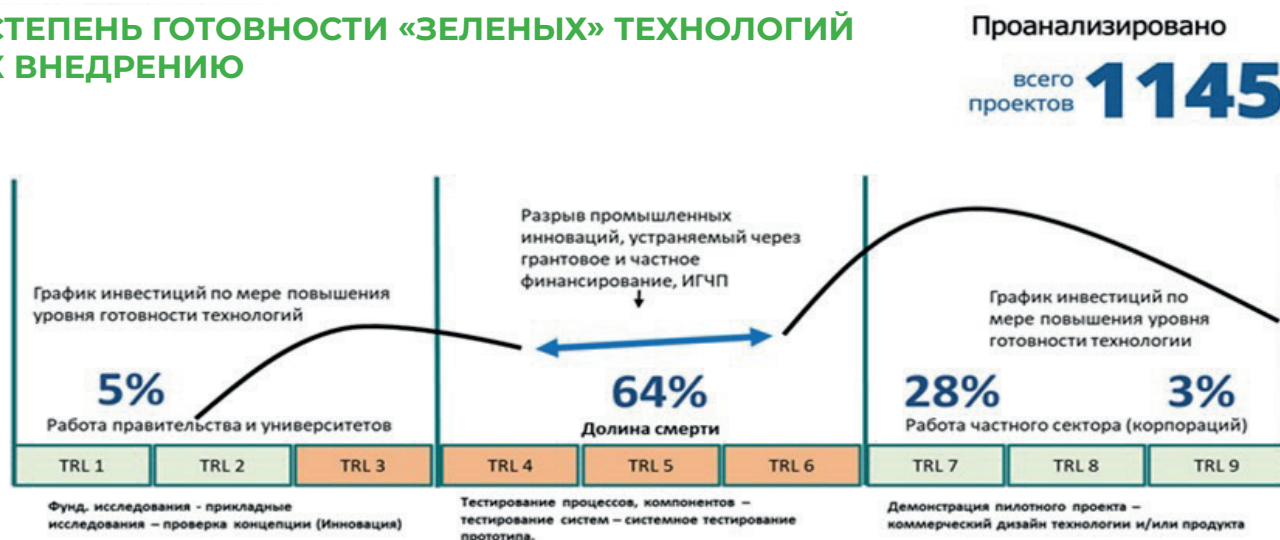 СТЕПЕНЬ ГОТОВНОСТИ «ЗЕЛЕНЫХ» ТЕХНОЛОГИЙ
К ВНЕДРЕНИЮ
Проанализировано
всего
проектов 1145
График инвестиций по мере повышения
уровня готовности технологий
Разрыв промышленных
инноваций, устраняемый через
грантовое и частное
финансирование, ИГЧП
График инвестиций по
мере повышения уровня
готовности технологии
5%
64%
28%
3%
Работа правительства и университетов
Долина смерти
Работа частного сектора (корпораций)
TRL 1
TRL 2
TRL 3
TRL 4
TRL 5
TRL 6
TRL 7
TRL 8
TRL 9
Фунд. исследования - прикладные
исследования – проверка концепции (Инновация)
Тестирование процессов, компонентов –
тестирование систем – системное тестирование
прототипа.
Демонстрация пилотного проекта –
коммерческий дизайн технологии и/или продукта